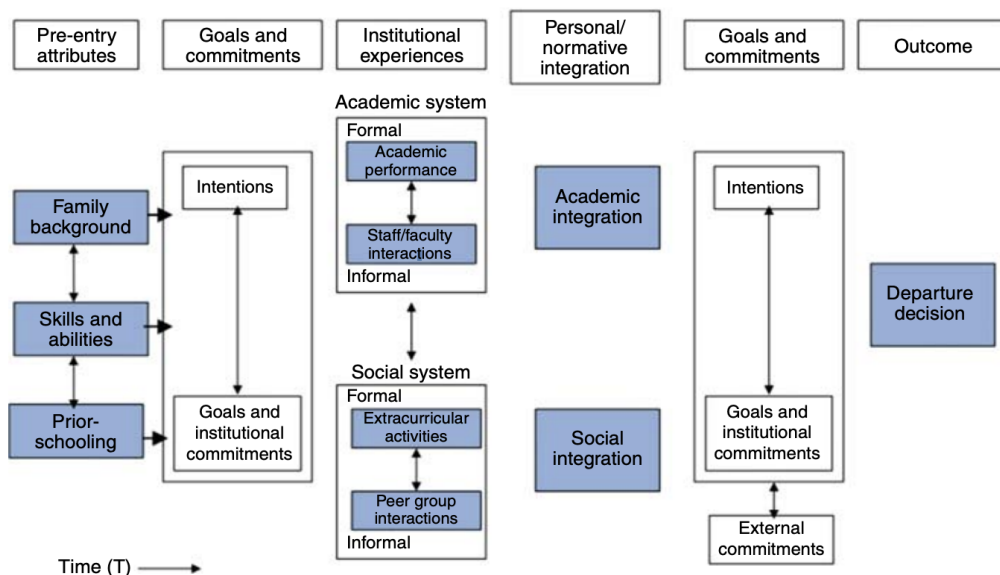 Pre-entry
attributes
Goals and
commitments
Institutional
experiences
Personal/
normative
integration
Goals and
commitments
Outcome
Family
background
Skills and
abilities
Prior-
schooling
Intentions
Goals and
institutional
commitments
Academic system
Formal
Academic
performance
Staff/faculty
interactions
Informal
Social system
Formal
Extracurricular
activities
Peer group
interactions
Informal
Academic
integration
Social
integration
Intentions
Goals and
institutional
commitments
External
commitments
Departure
decision
Time (T)